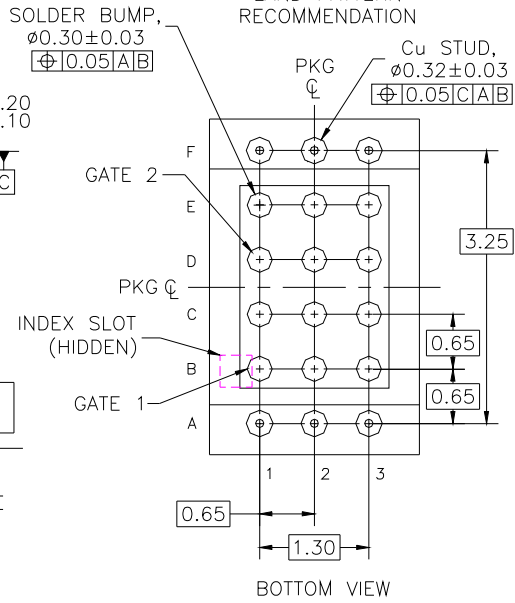 RECOMMENDATION
SOLDER BUMP,
⌀0.30±0.03
⌖ 0.05 A B
Cu STUD,
⌀0.32±0.03
⌖ 0.05 C A B
PKG
℄
.20
.10
C
GATE 2
PKG ℄
INDEX SLOT
(HIDDEN)
GATE 1
F
E
D
C
B
A
3.25
0.65
0.65
1 2 3
0.65
1.30
BOTTOM VIEW